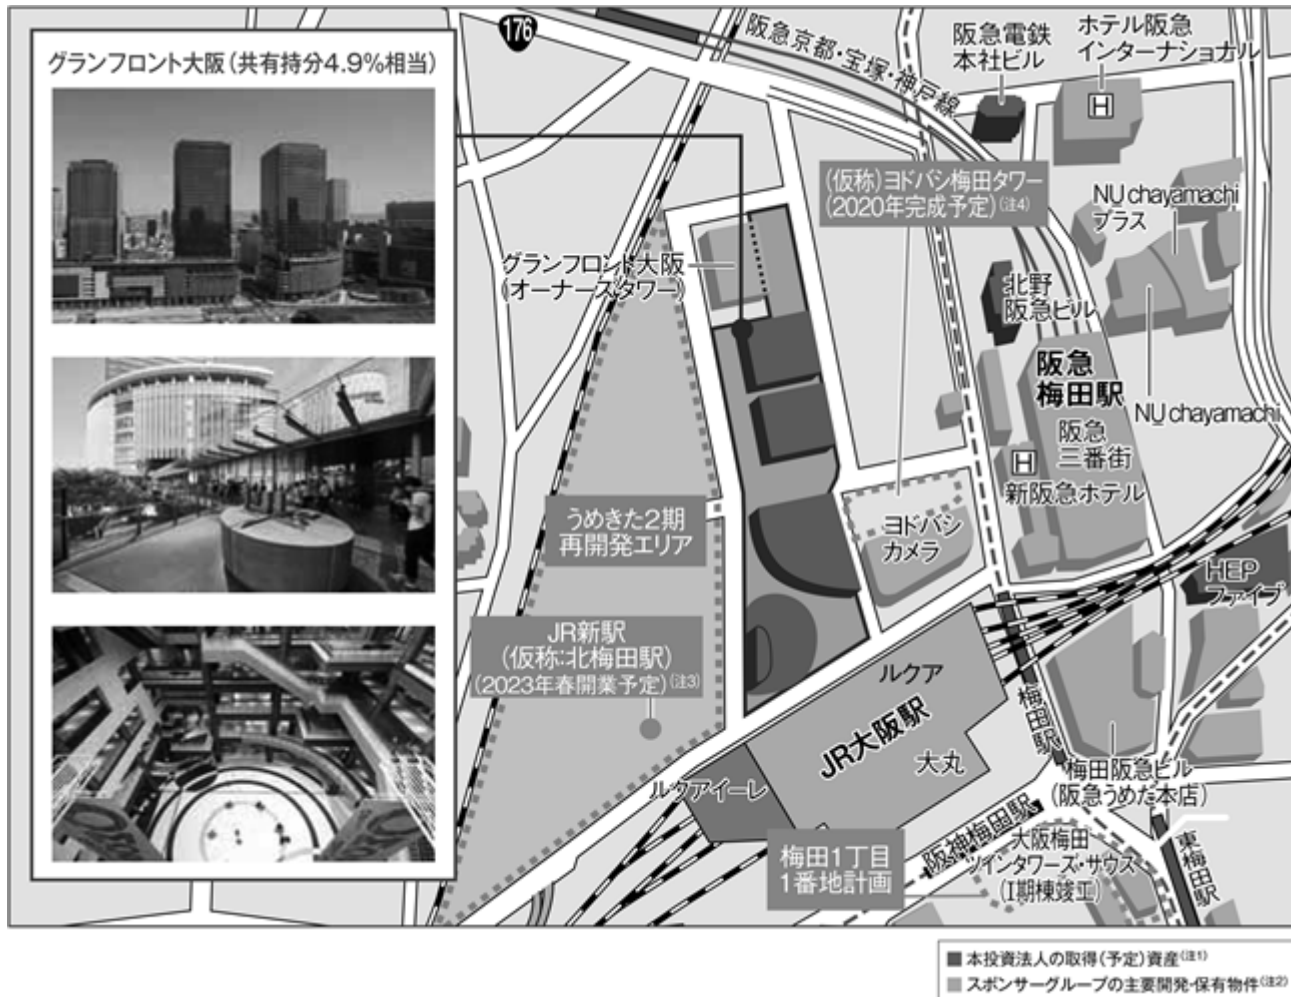 グランフロント大阪(共有持分4.9%相当)
176
阪急京都・宝塚・神戸線
阪急電鉄
本社ビル
ホテル阪急
インターナショナル
H
(仮称)ヨドバシ梅田タワー
(2020年完成予定)(注4)
NU chayamachi
プラス
グランフロント大阪
(オーナーズタワー)
北野
阪急ビル
阪急
梅田駅
NU chayamachi
阪急
三番街
H
新阪急ホテル
うめきた2期
再開発エリア
ヨドバシ
カメラ
HEP
ファイブ
JR新駅
(仮称:北梅田駅)
(2023年春開業予定)(注3)
ルクア
JR大阪駅
大丸
梅田駅
ルクアイーレ
梅田阪急ビル
(阪急うめだ本店)
阪神梅田駅
梅田1丁目
1番地計画
大阪梅田
ツインタワーズ・サウス
(Ⅰ期棟竣工)
東梅田駅
■ 本投資法人の取得(予定)資産(注1)
■ スポンサーグループの主要開発・保有物件(注2)